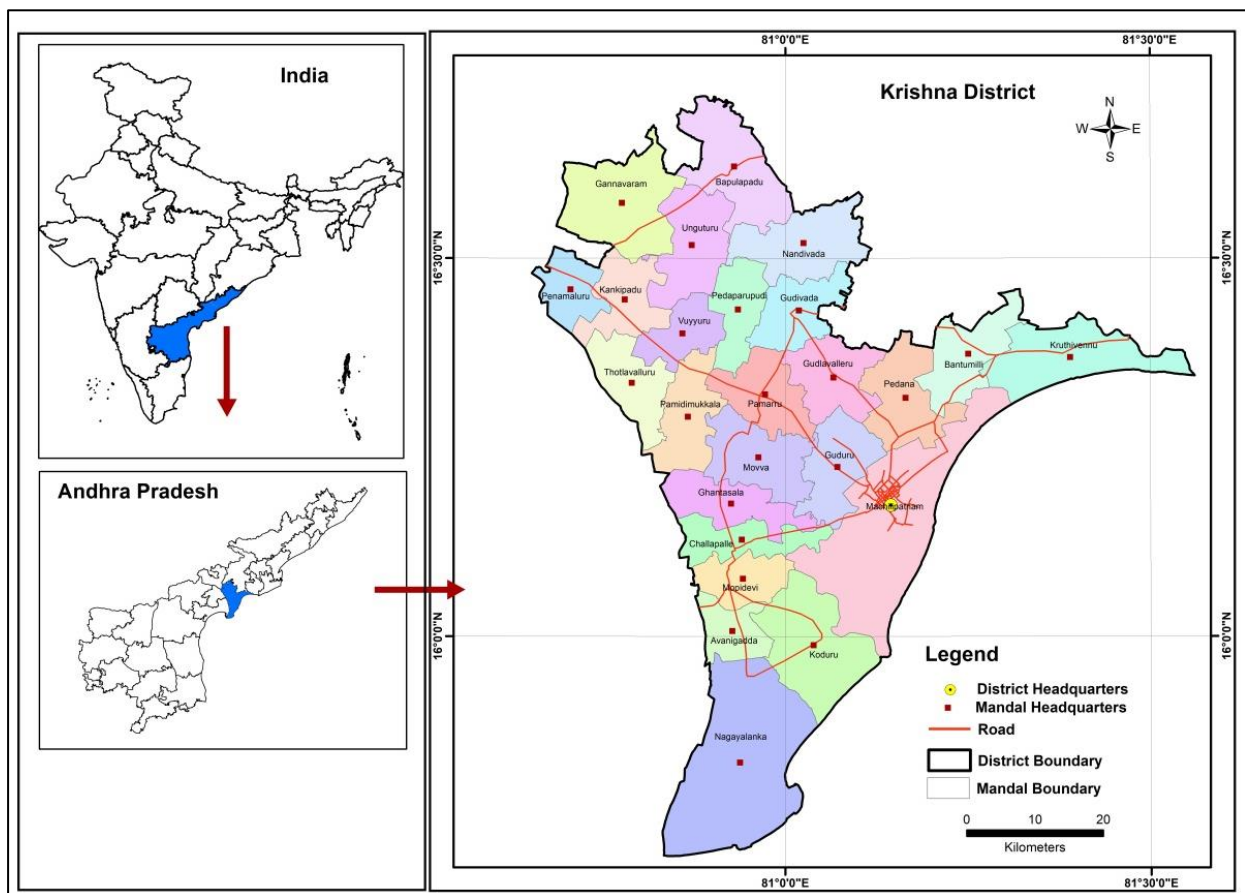 India
Andhra Pradesh
81°0'0"E
81°30'0"E
Krishna District
N
W
E
S
16°30'0"N
16°30'0"N
16°0'0"N
16°0'0"N
Gannavaram
Bapulapadu
Unguturu
Nandivada
Penamaluru
Kankipadu
Pedaparupudi
Gudivada
Vuyyuru
Thotlavalluru
Gudlavalleru
Bantumilli
Kruthivennu
Pedana
Pamidimukkala
Pamarru
Movva
Guduru
Ghantasala
Machilipatnam
Challapalle
Mopidevi
Avanigadda
Koduru
Nagayalanka
Legend
District Headquarters
Mandal Headquarters
Road
District Boundary
Mandal Boundary
0
10
20
Kilometers
81°0'0"E
81°30'0"E